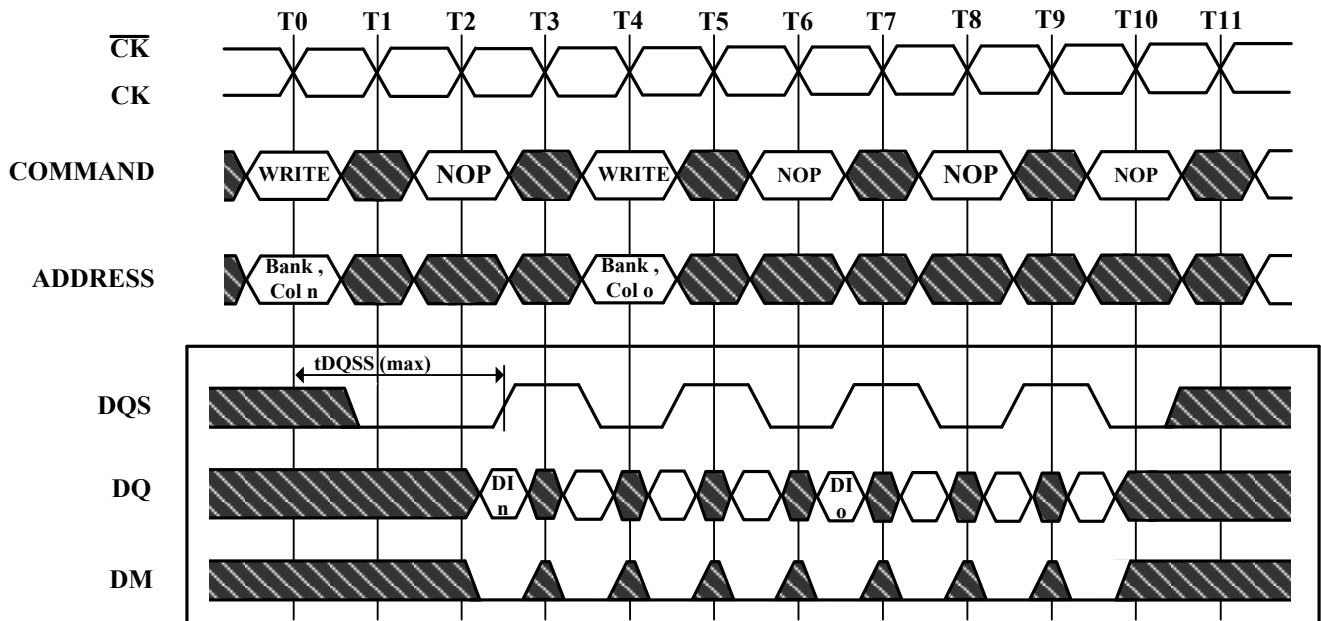 T0 T1 T2 T3 T4 T5 T6 T7 T8 T9 T10 T11
CK
CK
COMMAND WRITE NOP WRITE NOP NOP NOP
ADDRESS Bank , Bank ,
Col n Col o
tDQSS (max)
DQS
DQ DI DI
n o
DM